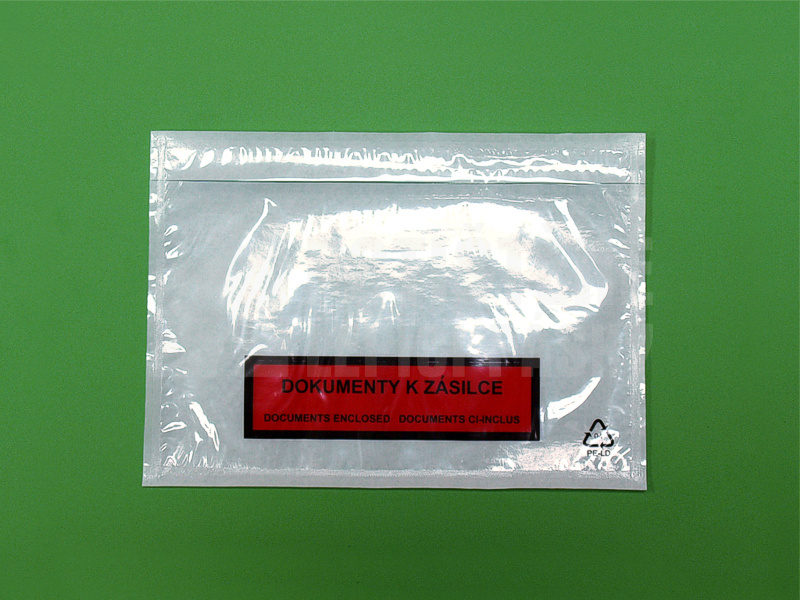 DOKUMENTY K ZÁSILCE
DOCUMENTS ENCLOSED DOCUMENTS CI-INCLUS
PE-LD